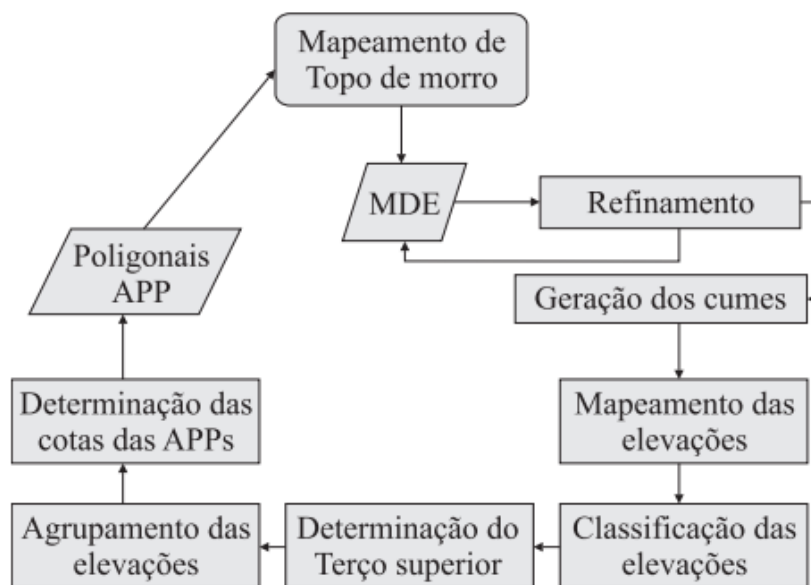 Mapeamento de
Topo de morro
MDE
Refinamento
Geração dos cumes
Mapeamento das
elevações
Classificação das
elevações
Determinação do
Terço superior
Agrupamento das
elevações
Determinação das
cotas das APPs
Poligonais
APP